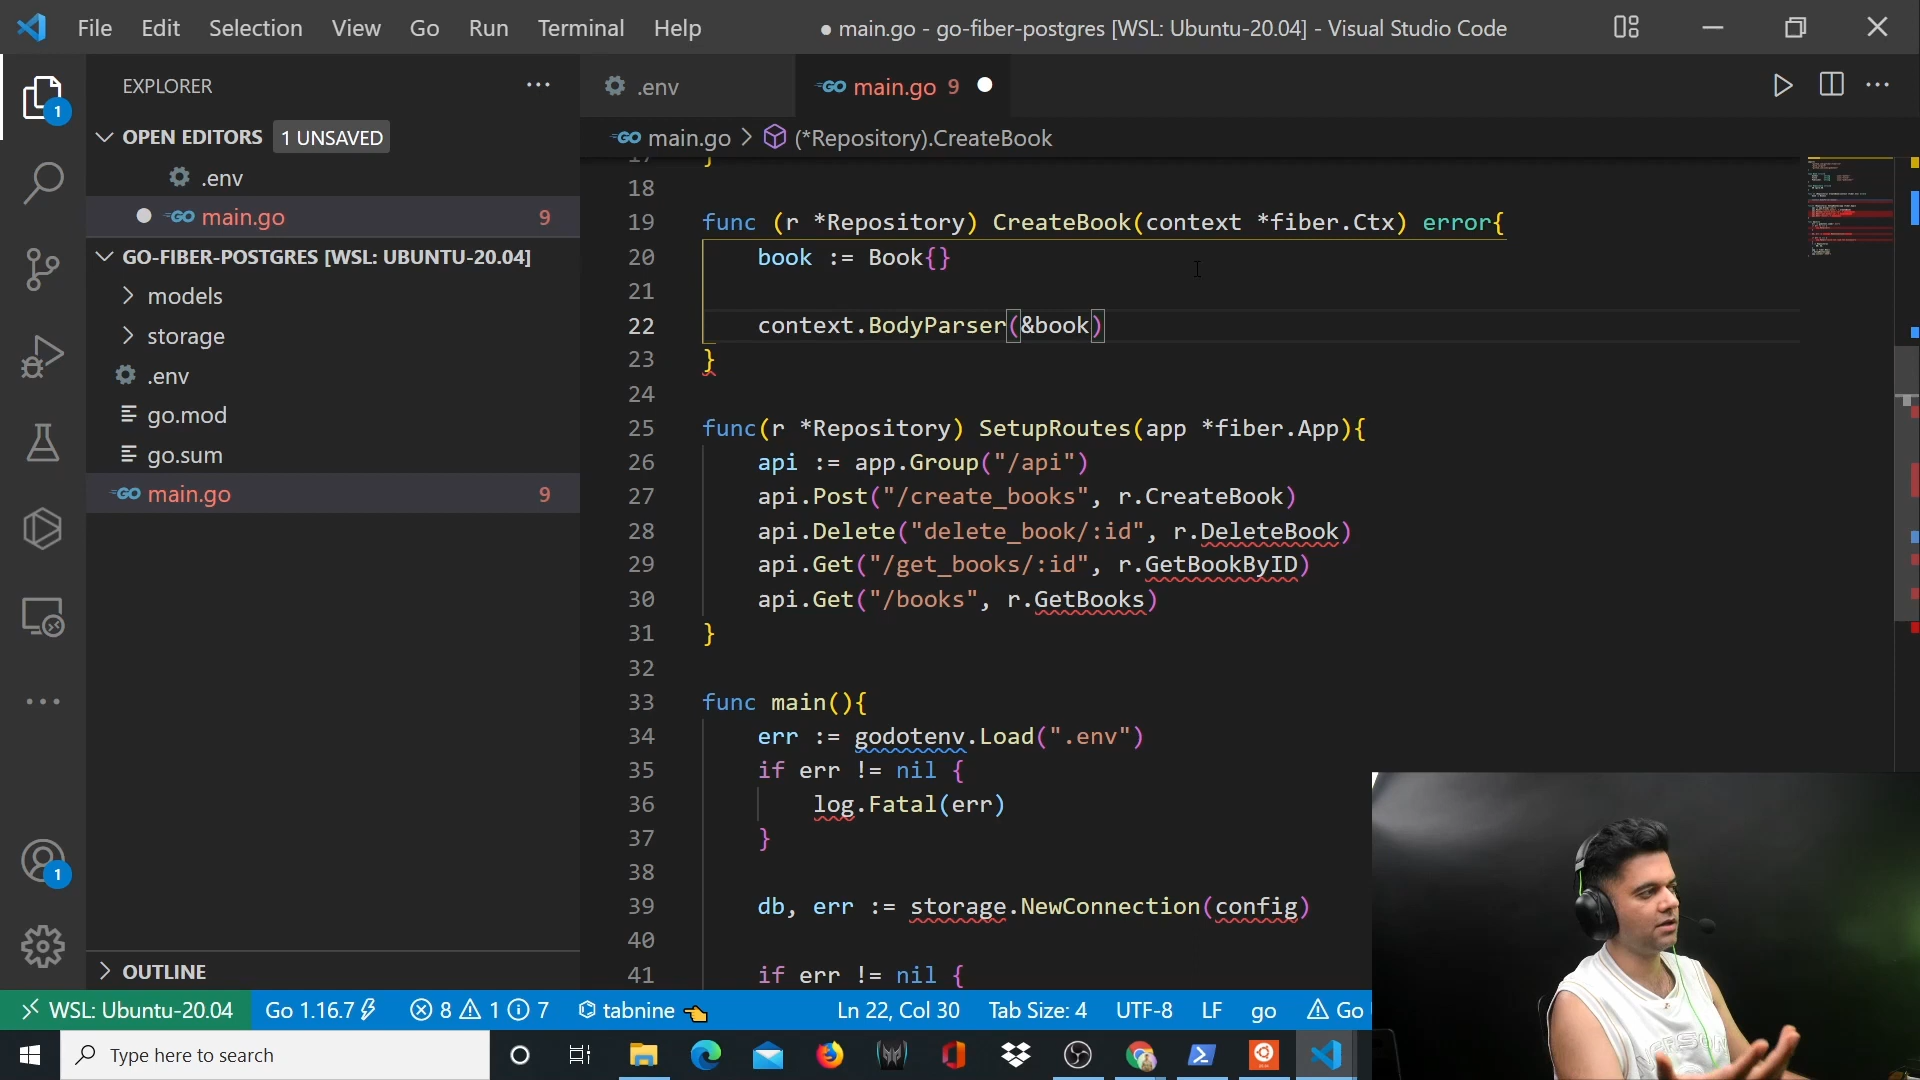 File Edit Selection View Go Run Terminal Help
● main.go - go-fiber-postgres [WSL: Ubuntu-20.04] - Visual Studio Code
EXPLORER
OPEN EDITORS 1 UNSAVED
.env
main.go 9
GO-FIBER-POSTGRES [WSL: UBUNTU-20.04]
models
storage
.env
go.mod
go.sum
main.go 9
OUTLINE
1
1
.env
GO main.go 9
GO main.go > (*Repository).CreateBook
17 }
18
19 func (r *Repository) CreateBook(context *fiber.Ctx) error{
20 book := Book{}
21
22 context.BodyParser(&book)
23 }
24
25 func(r *Repository) SetupRoutes(app *fiber.App){
26 api := app.Group("/api")
27 api.Post("/create_books", r.CreateBook)
28 api.Delete("delete_book/:id", r.DeleteBook)
29 api.Get("/get_books/:id", r.GetBookByID)
30 api.Get("/books", r.GetBooks)
31 }
32
33 func main(){
34 err := godotenv.Load(".env")
35 if err != nil {
36 log.Fatal(err)
37 }
38
39 db, err := storage.NewConnection(config)
40
41 if err != nil {
WSL: Ubuntu-20.04 Go 1.16.7 8 1 7 tabnine Ln 22, Col 30 Tab Size: 4 UTF-8 LF go Go
Type here to search